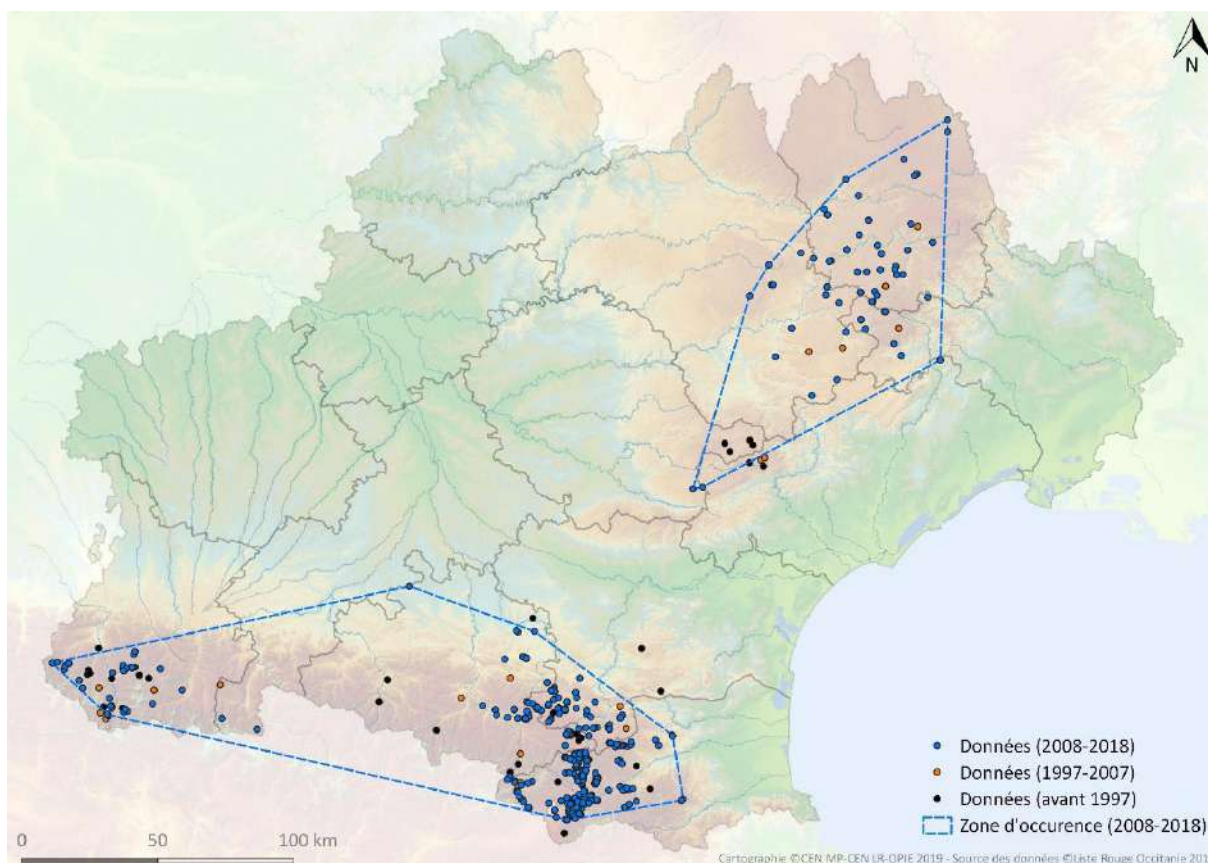 N
Données (2008-2018)
Données (1997-2007)
Données (avant 1997)
Zone d'occurence (2008-2018)
0 50 100 km
Cartographie ©CEN MP-CEN LR-OPIE 2019 - Source des données ©Liste Rouge Occitanie 201